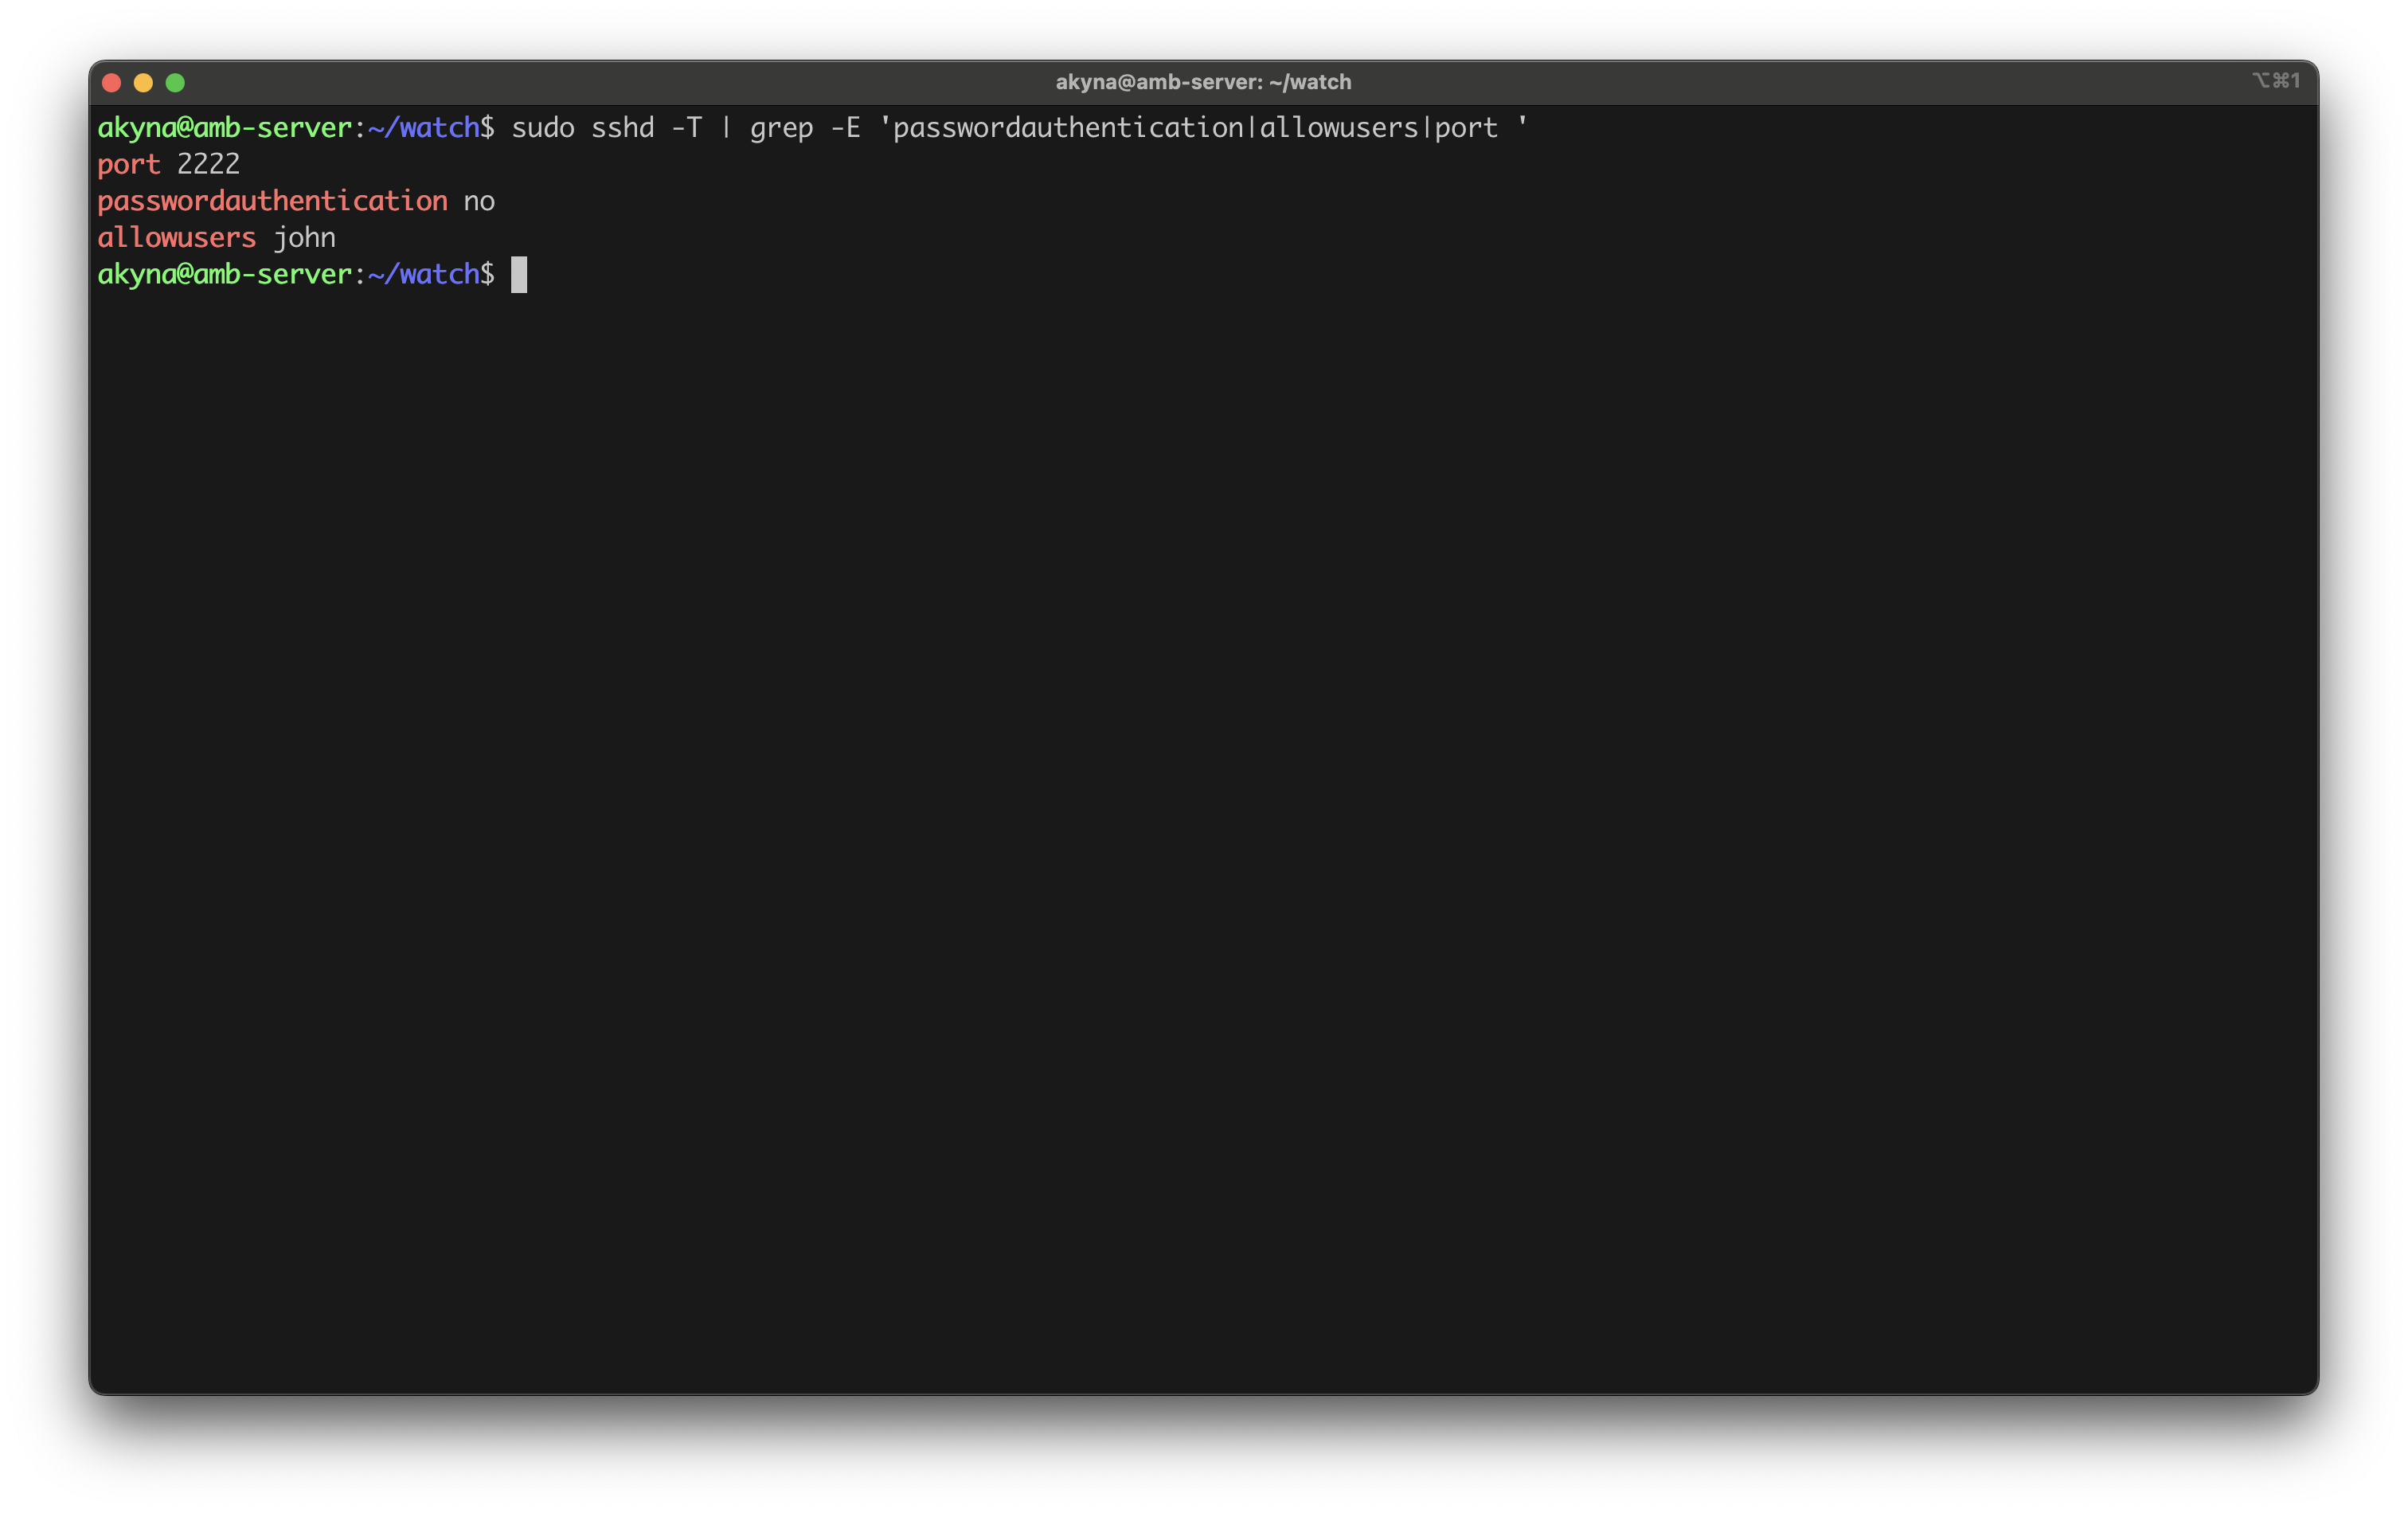 akyna@amb-server: ~/watch
⌥⌘1
akyna@amb-server:~/watch$ sudo sshd -T | grep -E 'passwordauthentication|allowusers|port '
port 2222
passwordauthentication no
allowusers john
akyna@amb-server:~/watch$